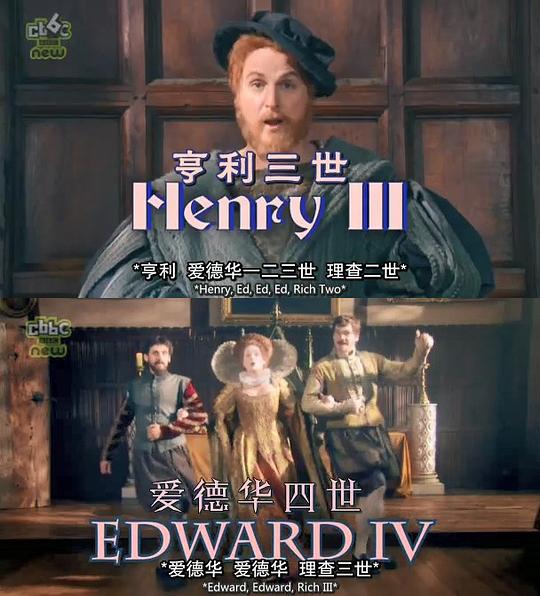 cbbc
new
亨利三世
Henry III
*亨利 爱德华一二三世 理查二世*
*Henry, Ed, Ed, Ed, Rich Two*
cbbc
new
爱德华四世
EDWARD IV
*爱德华 爱德华 理查三世*
*Edward, Edward, Rich III*